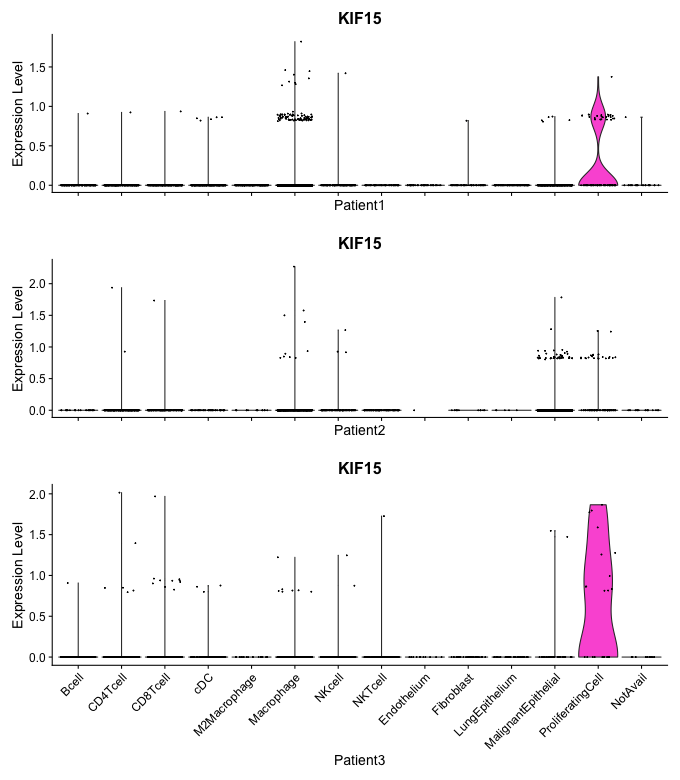 KIF15
Expression Level
1.5
1.0
0.5
0.0
Patient1
KIF15
Expression Level
2.0
1.5
1.0
0.5
0.0
Patient2
KIF15
Expression Level
2.0
1.5
1.0
0.5
0.0
Bcell
CD4Tcell
CD8Tcell
cDC
M2Macrophage
Macrophage
NKcell
NKTcell
Endothelium
Fibroblast
LungEpithelium
MalignantEpithelial
ProliferatingCell
NotAvail
Patient3